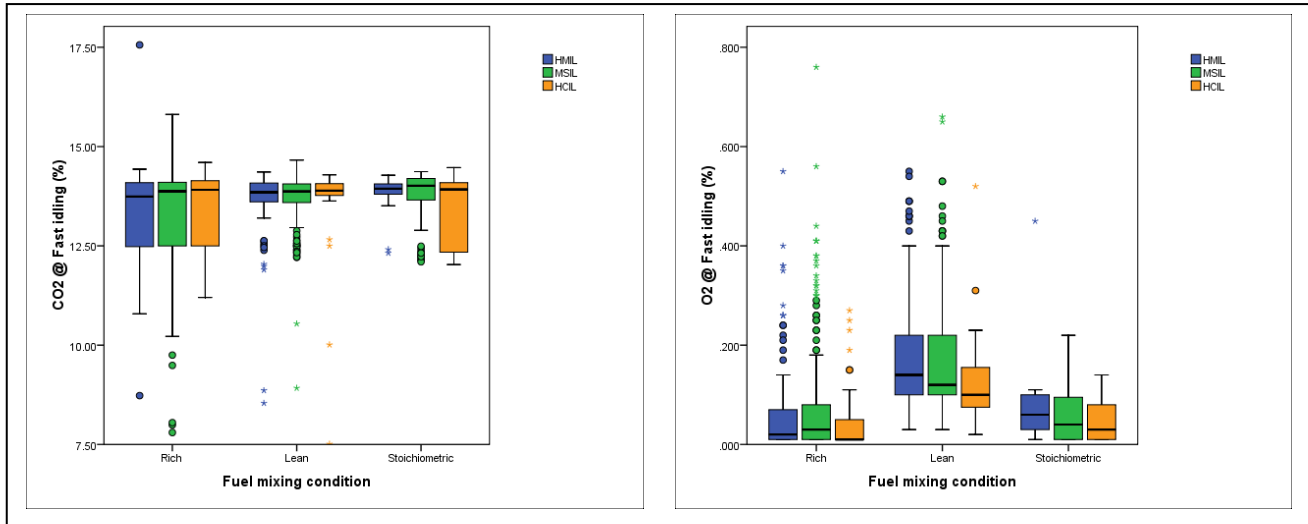 17.50
15.00
12.50
10.00
7.50
CO2 @ Fast idling (%)
Rich
Lean
Stoichiometric
Fuel mixing condition
HMIL
MSIL
HCIL
.800
.600
.400
.200
.000
O2 @ Fast idling (%)
Rich
Lean
Stoichiometric
Fuel mixing condition
HMIL
MSIL
HCIL